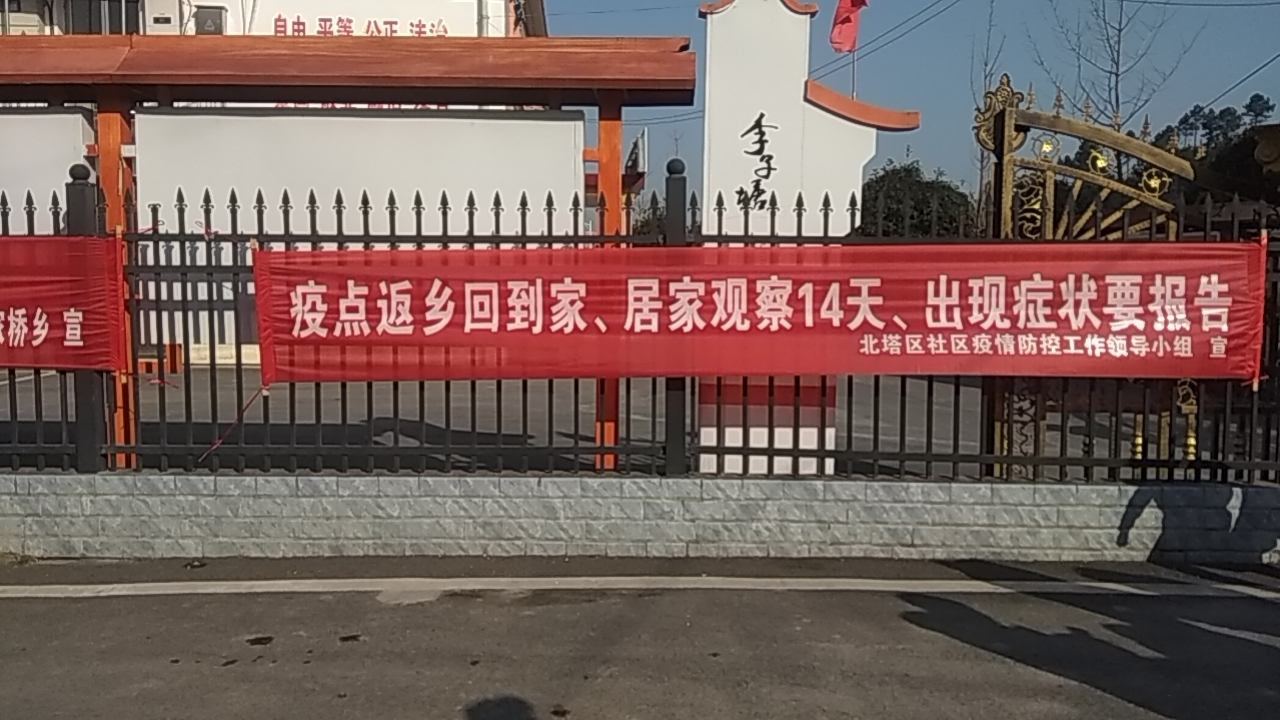 自由 平等 公正 法治
李子塘
疫点返乡回到家、居家观察14天、出现症状要报告
北塔区社区疫情防控工作领导小组 宣
桥乡 宣